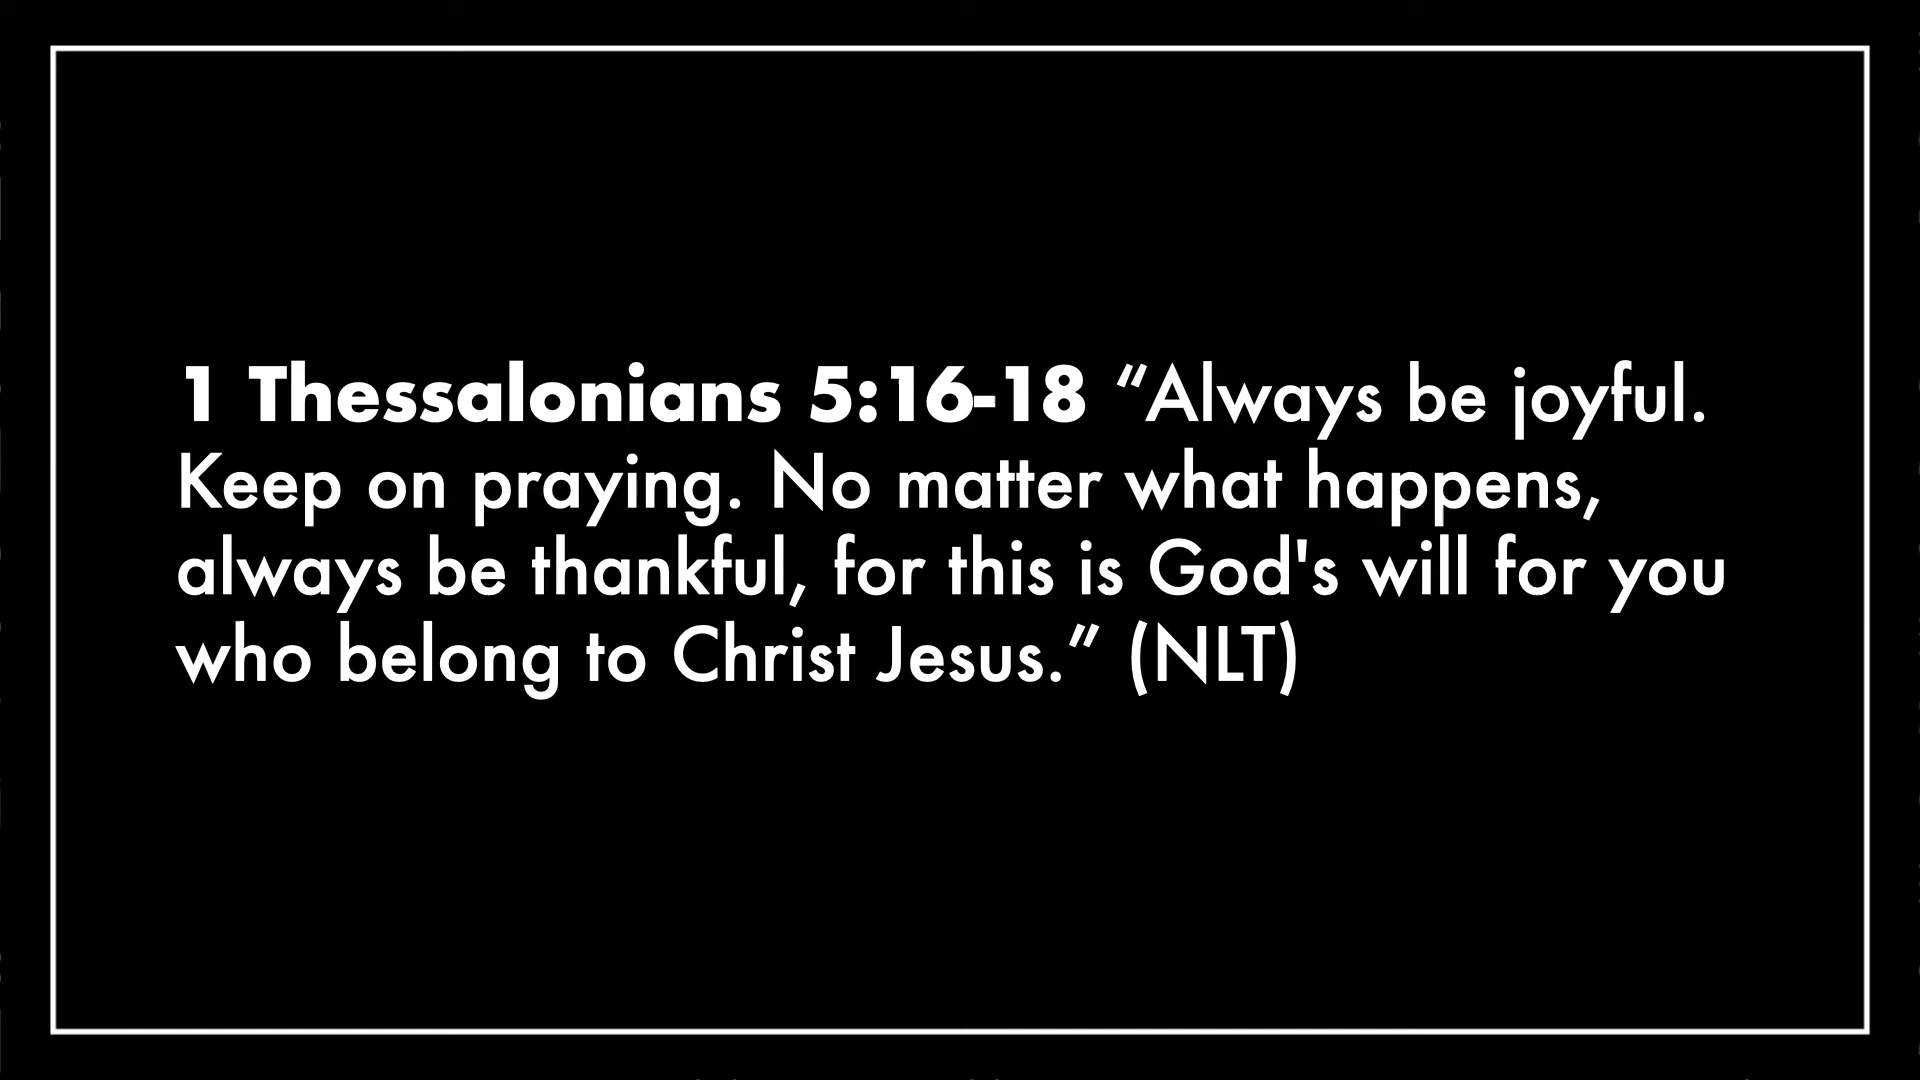 1 Thessalonians 5:16-18 “Always be joyful.
Keep on praying. No matter what happens,
always be thankful, for this is God's will for you
who belong to Christ Jesus.” (NLT)